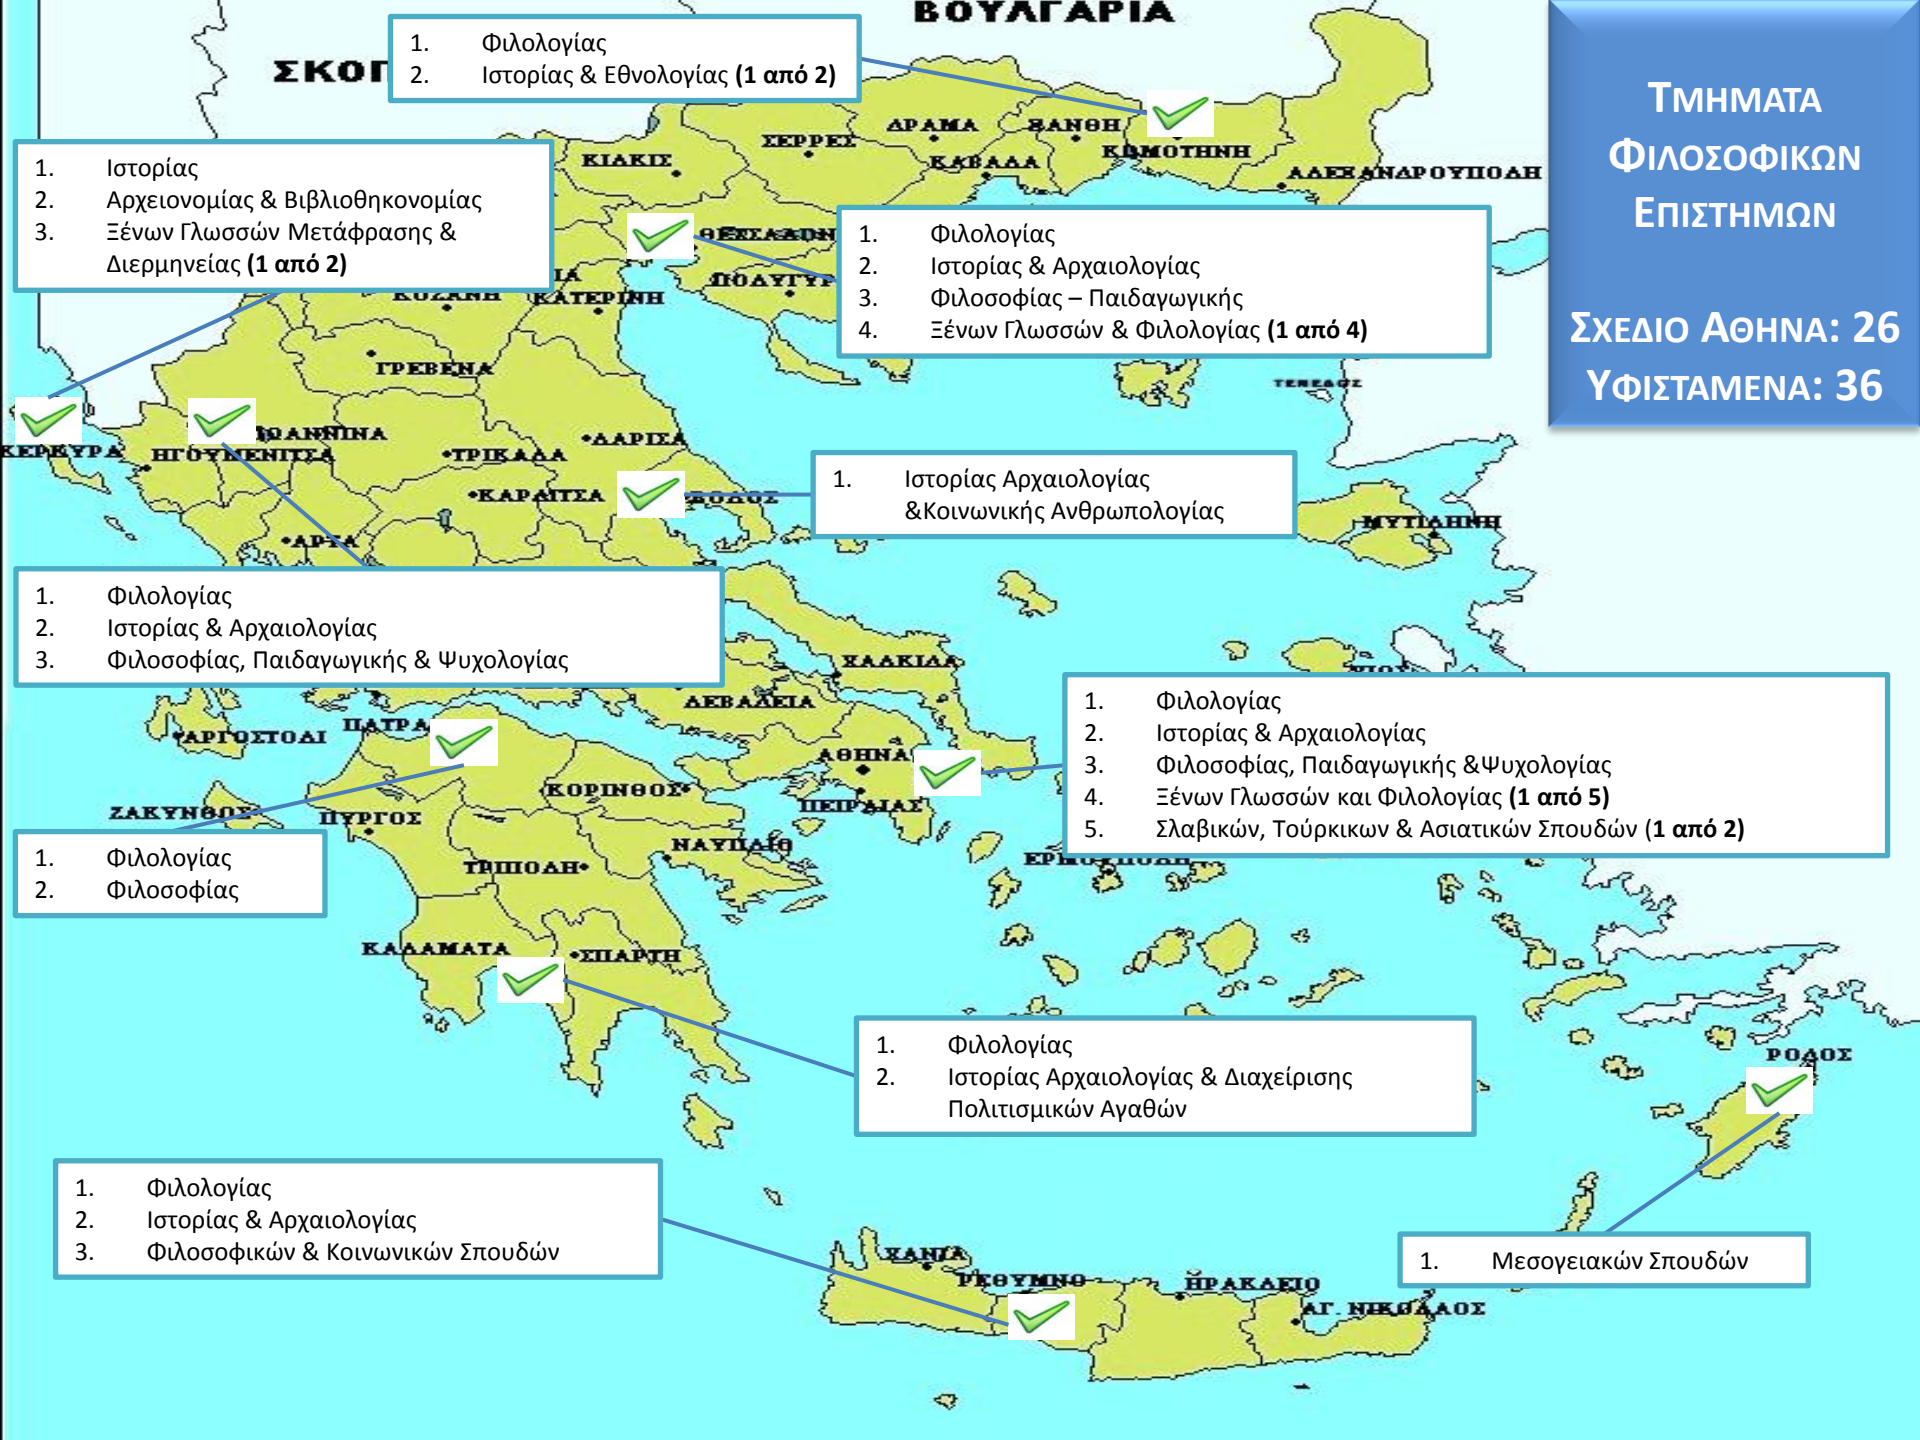 ΒΟΥΛΓΑΡΙΑ
1. Φιλολογίας
2. Ιστορίας & Εθνολογίας (1 από 2)
ΤΜΗΜΑΤΑ
ΦΙΛΟΣΟΦΙΚΩΝ
ΕΠΙΣΤΗΜΩΝ
ΣΧΕΔΙΟ ΑΘΗΝΑ: 26
ΥΦΙΣΤΑΜΕΝΑ: 36
ΣΕΡΡΕΣ
ΔΡΑΜΑ
ΞΑΝΘΗ
ΚΙΛΚΙΣ
ΚΑΒΑΛΑ
ΚΟΜΟΤΗΝΗ
ΑΛΕΞΑΝΔΡΟΥΠΟΛΗ
1. Ιστορίας
2. Αρχειονομίας & Βιβλιοθηκονομίας
3. Ξένων Γλωσσών Μετάφρασης &
Διερμηνείας (1 από 2)
1. Φιλολογίας
2. Ιστορίας & Αρχαιολογίας
3. Φιλοσοφίας – Παιδαγωγικής
4. Ξένων Γλωσσών & Φιλολογίας (1 από 4)
ΚΟΖΑΝΗ
ΚΑΤΕΡΙΝΗ
ΓΡΕΒΕΝΑ
ΤΕΝΕΔΟΣ
ΚΕΡΚΥΡΑ
ΗΓΟΥΜΕΝΙΤΣΑ
ΙΩΑΝΝΙΝΑ
ΤΡΙΚΑΛΑ
ΛΑΡΙΣΑ
ΚΑΡΔΙΤΣΑ
ΒΟΛΟΣ
1. Ιστορίας Αρχαιολογίας
&Κοινωνικής Ανθρωπολογίας
ΜΥΤΙΛΗΝΗ
ΑΡΤΑ
1. Φιλολογίας
2. Ιστορίας & Αρχαιολογίας
3. Φιλοσοφίας, Παιδαγωγικής & Ψυχολογίας
ΧΑΛΚΙΔΑ
ΛΕΒΑΔΕΙΑ
1. Φιλολογίας
2. Ιστορίας & Αρχαιολογίας
3. Φιλοσοφίας, Παιδαγωγικής &Ψυχολογίας
4. Ξένων Γλωσσών και Φιλολογίας (1 από 5)
5. Σλαβικών, Τούρκικων & Ασιατικών Σπουδών (1 από 2)
ΑΡΓΟΣΤΟΛΙ
ΠΑΤΡΑ
ΑΘΗΝΑ
ΚΟΡΙΝΘΟΣ
ΠΕΙΡΑΙΑΣ
ΖΑΚΥΝΘΟΣ
ΠΥΡΓΟΣ
ΝΑΥΠΛΙΟ
ΤΡΙΠΟΛΗ
ΕΡΜΟΥΠΟΛΗ
1. Φιλολογίας
2. Φιλοσοφίας
ΚΑΛΑΜΑΤΑ
ΣΠΑΡΤΗ
1. Φιλολογίας
2. Ιστορίας Αρχαιολογίας & Διαχείρισης
Πολιτισμικών Αγαθών
ΡΟΔΟΣ
1. Φιλολογίας
2. Ιστορίας & Αρχαιολογίας
3. Φιλοσοφικών & Κοινωνικών Σπουδών
1. Μεσογειακών Σπουδών
ΧΑΝΙΑ
ΡΕΘΥΜΝΟ
ΗΡΑΚΛΕΙΟ
ΑΓ. ΝΙΚΟΛΑΟΣ